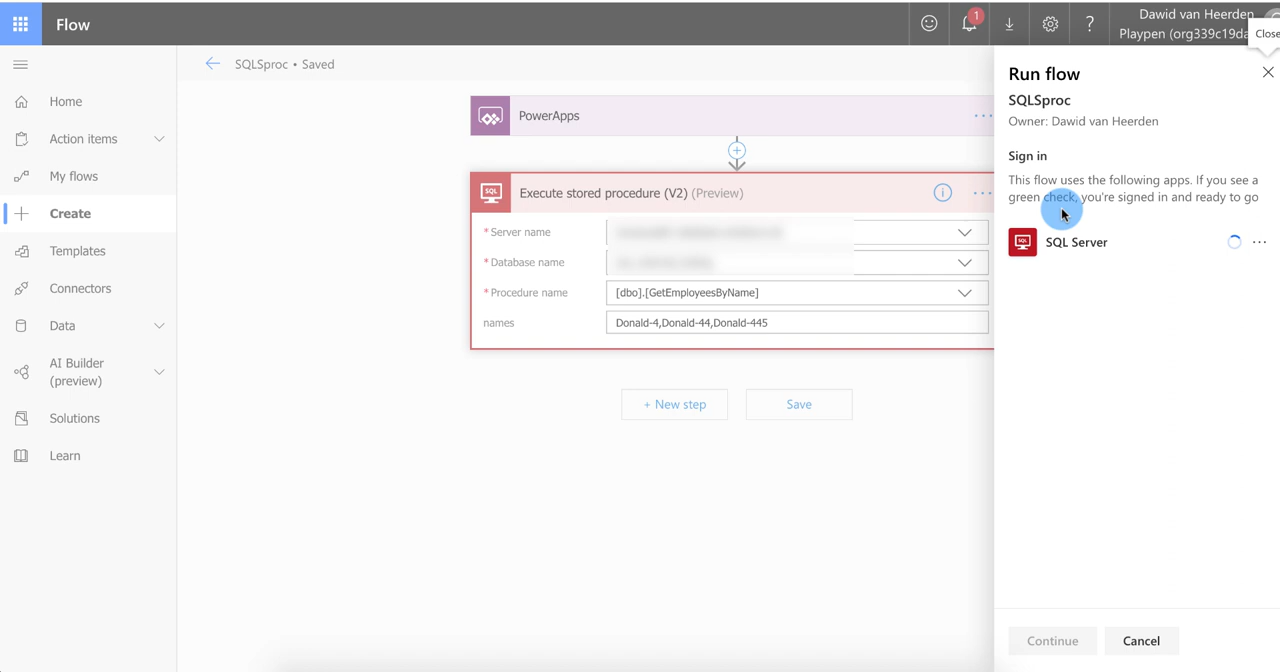 Flow
1
Dawid van Heerden
Playpen (org339c19da
Close
SQLSproc • Saved
Home
Action items
My flows
Create
Templates
Connectors
Data
AI Builder
(preview)
Solutions
Learn
PowerApps
SQL
Execute stored procedure (V2) (Preview)
* Server name
* Database name
* Procedure name
[dbo].[GetEmployeesByName]
names
Donald-4,Donald-44,Donald-445
+ New step
Save
Run flow
SQLSproc
Owner: Dawid van Heerden
Sign in
This flow uses the following apps. If you see a
green check, you're signed in and ready to go
SQL
SQL Server
Continue
Cancel